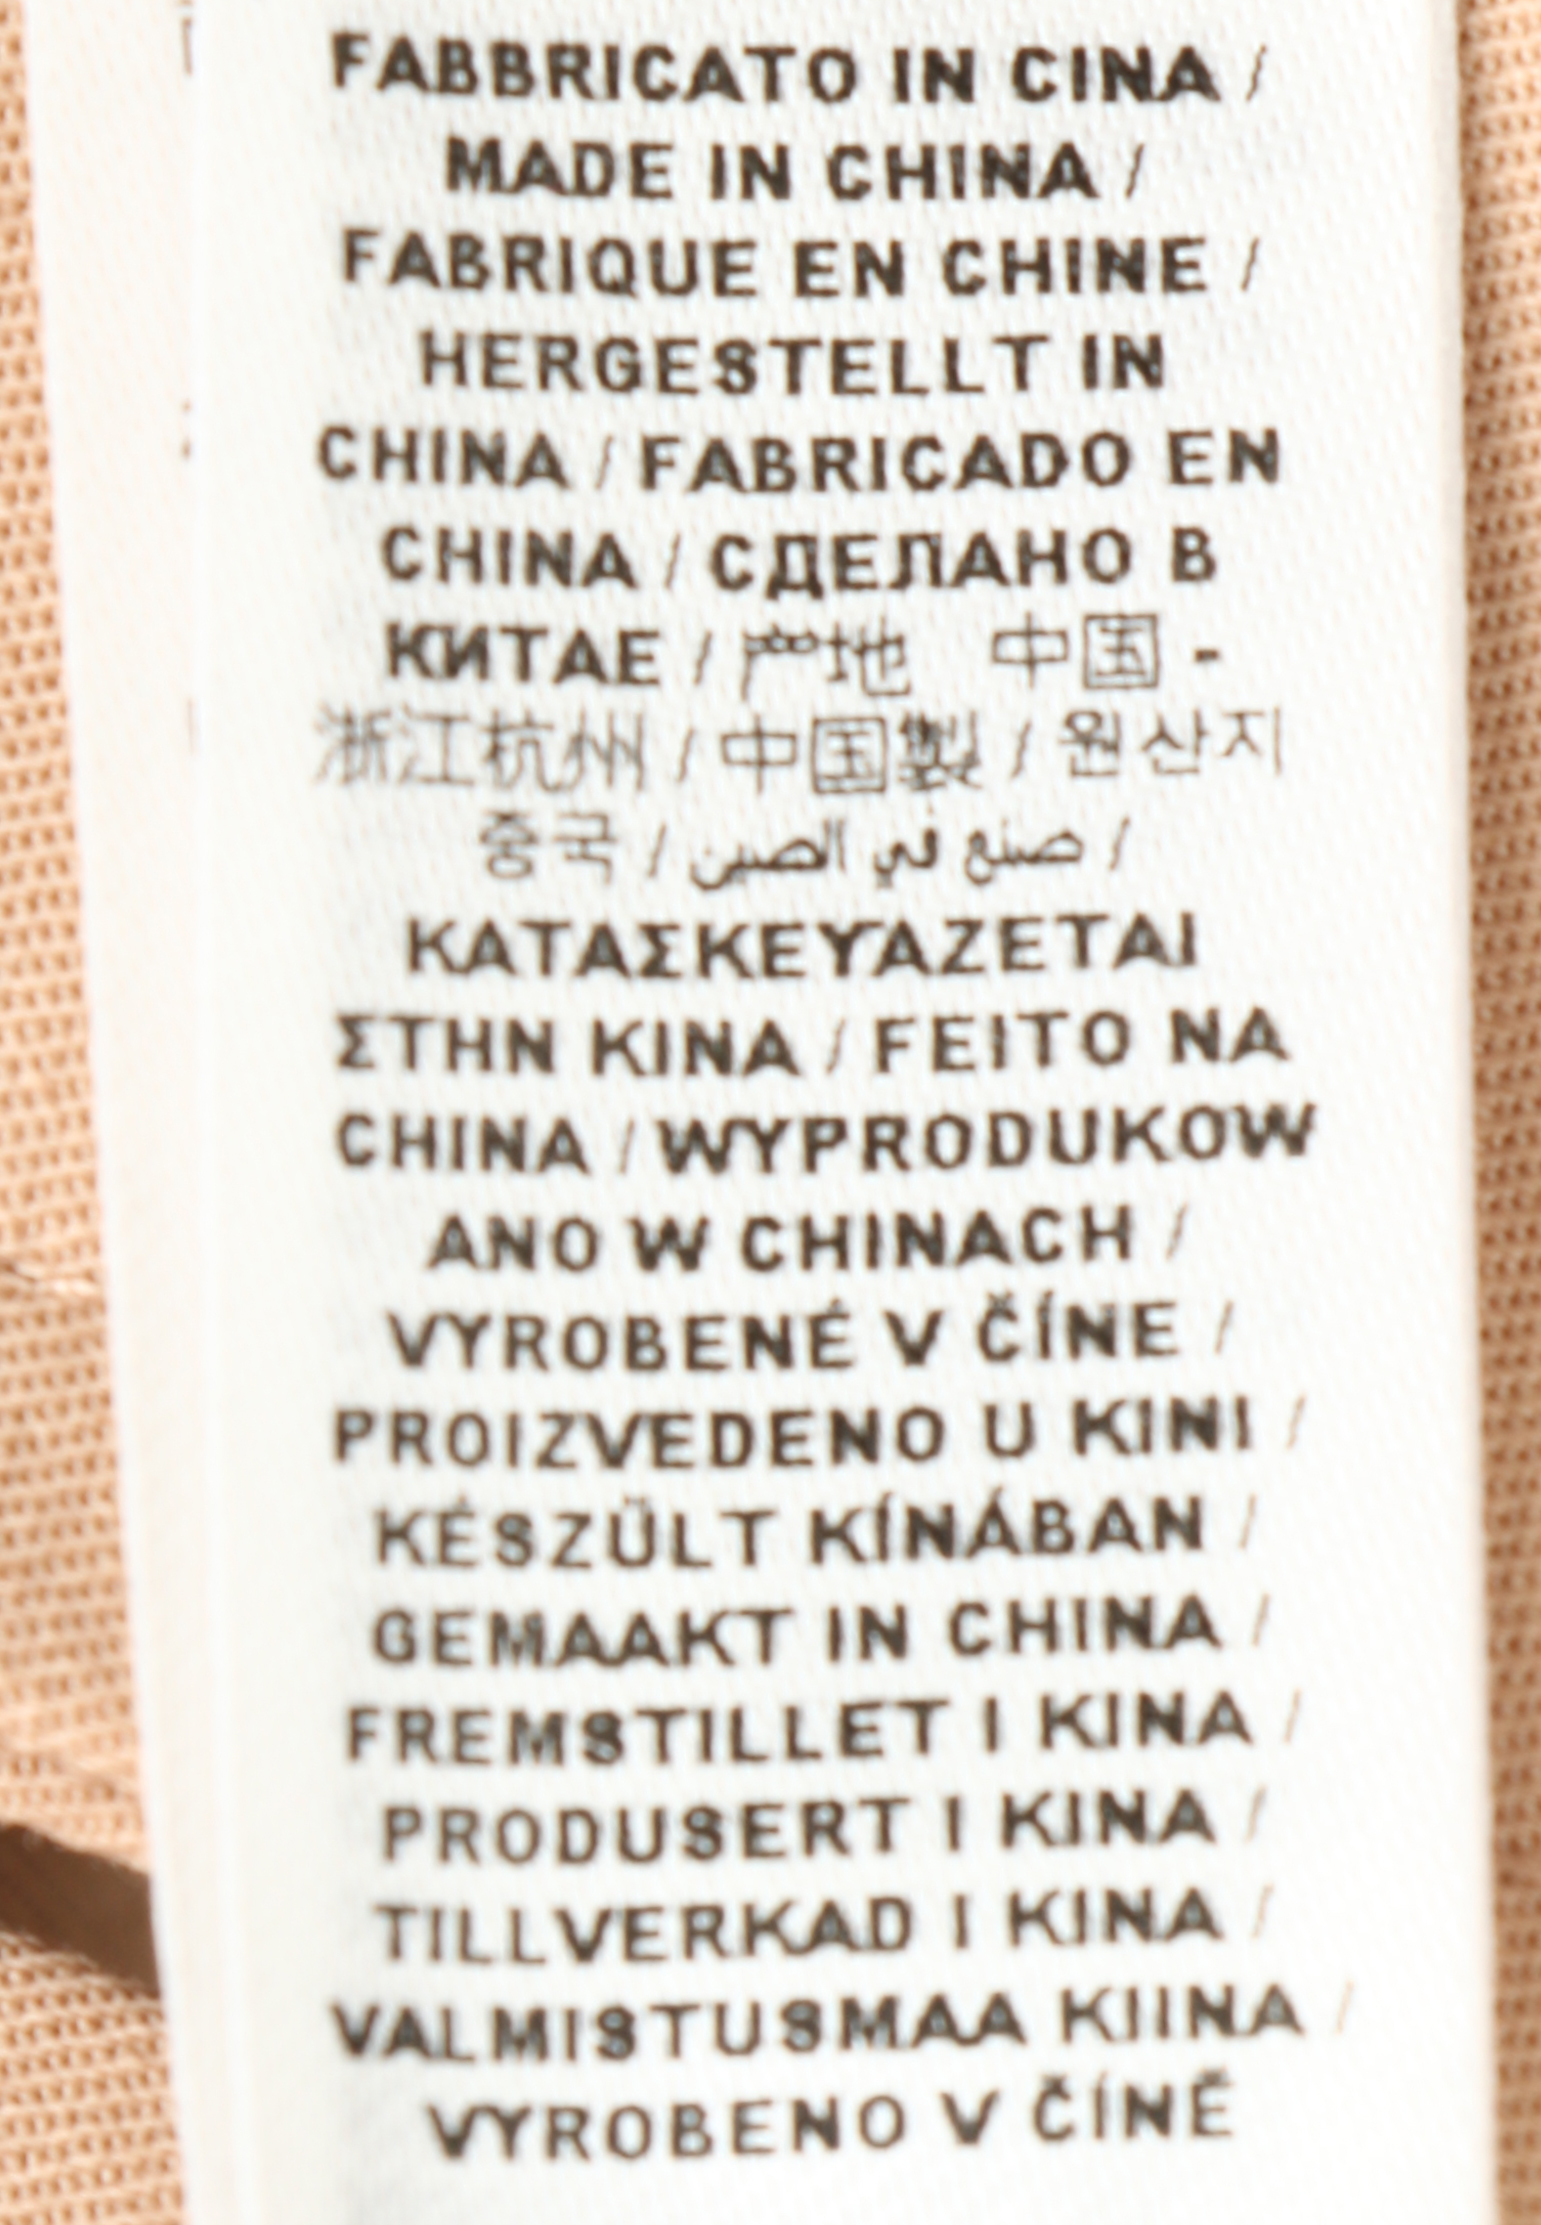 FABBRICATO IN CINA /
MADE IN CHINA /
FABRIQUE EN CHINE /
HERGESTELLT IN
CHINA / FABRICADO EN
CHINA / СДЕЛАНО В
КИТАЕ / 产地 中国 -
浙江杭州 / 中国製 / 원산지
중국 / صنع في الصين /
ΚΑΤΑΣΚΕΥΑΖΕΤΑΙ
ΣΤΗΝ ΚΙΝΑ / FEITO NA
CHINA / WYPRODUKOW
ANO W CHINACH /
VYROBENÉ V ČÍNE /
PROIZVEDENO U KINI /
KÉSZÜLT KÍNÁBAN /
GEMAAKT IN CHINA /
FREMSTILLET I KINA /
PRODUSERT I KINA /
TILLVERKAD I KINA /
VALMISTUSMAA KIINA /
VYROBENO V ČÍNĚ